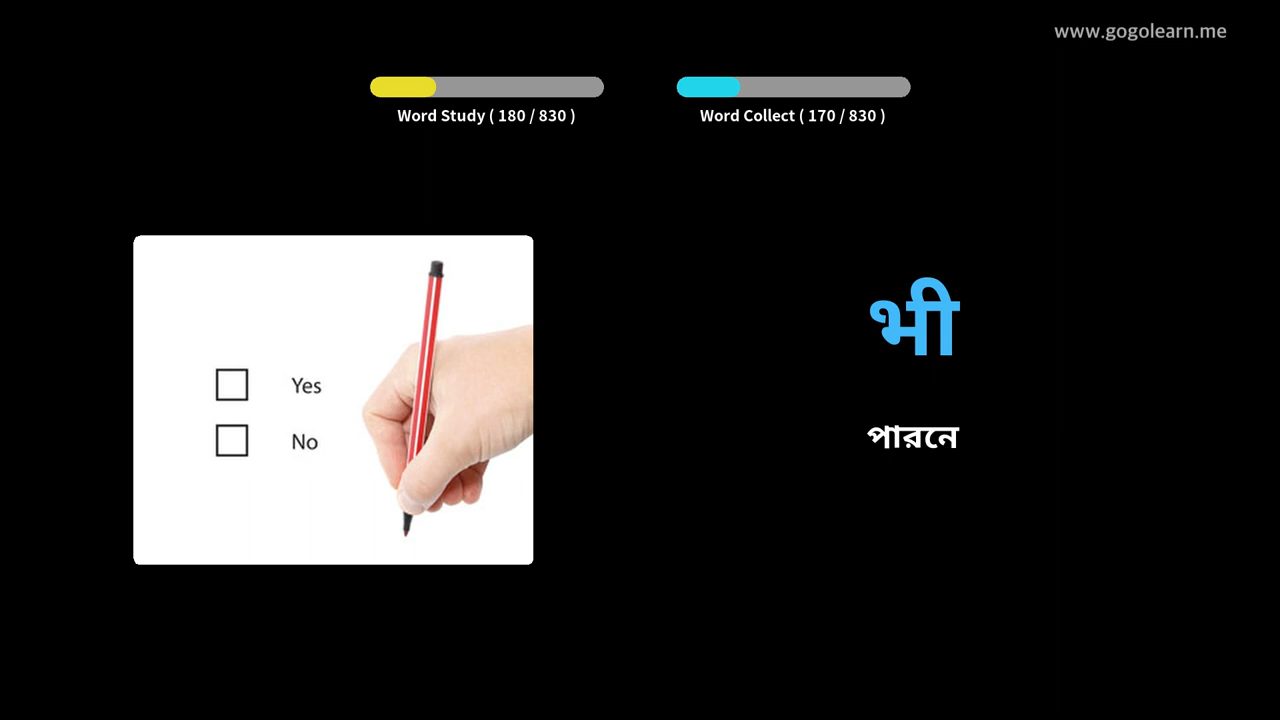 www.gogolearn.me
Word Study ( 180 / 830 )
Word Collect ( 170 / 830 )
Yes
No
भी
পারনে